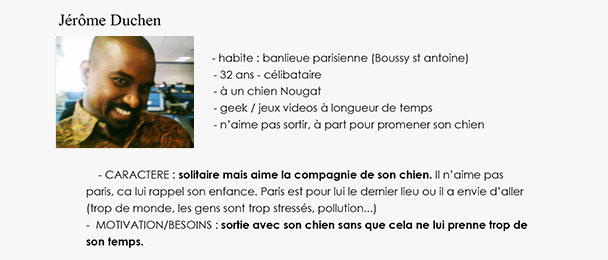 Jérôme Duchen
- habite : banlieue parisienne (Boussy st antoine)
- 32 ans - célibataire
- à un chien Nougat
- geek / jeux videos à longueur de temps
- n'aime pas sortir, à part pour promener son chien
- CARACTERE : solitaire mais aime la compagnie de son chien. Il n'aime pas
paris, ca lui rappel son enfance. Paris est pour lui le dernier lieu ou il a envie d'aller
(trop de monde, les gens sont trop stressés, pollution...)
- MOTIVATION/BESOINS : sortie avec son chien sans que cela ne lui prenne trop de
son temps.